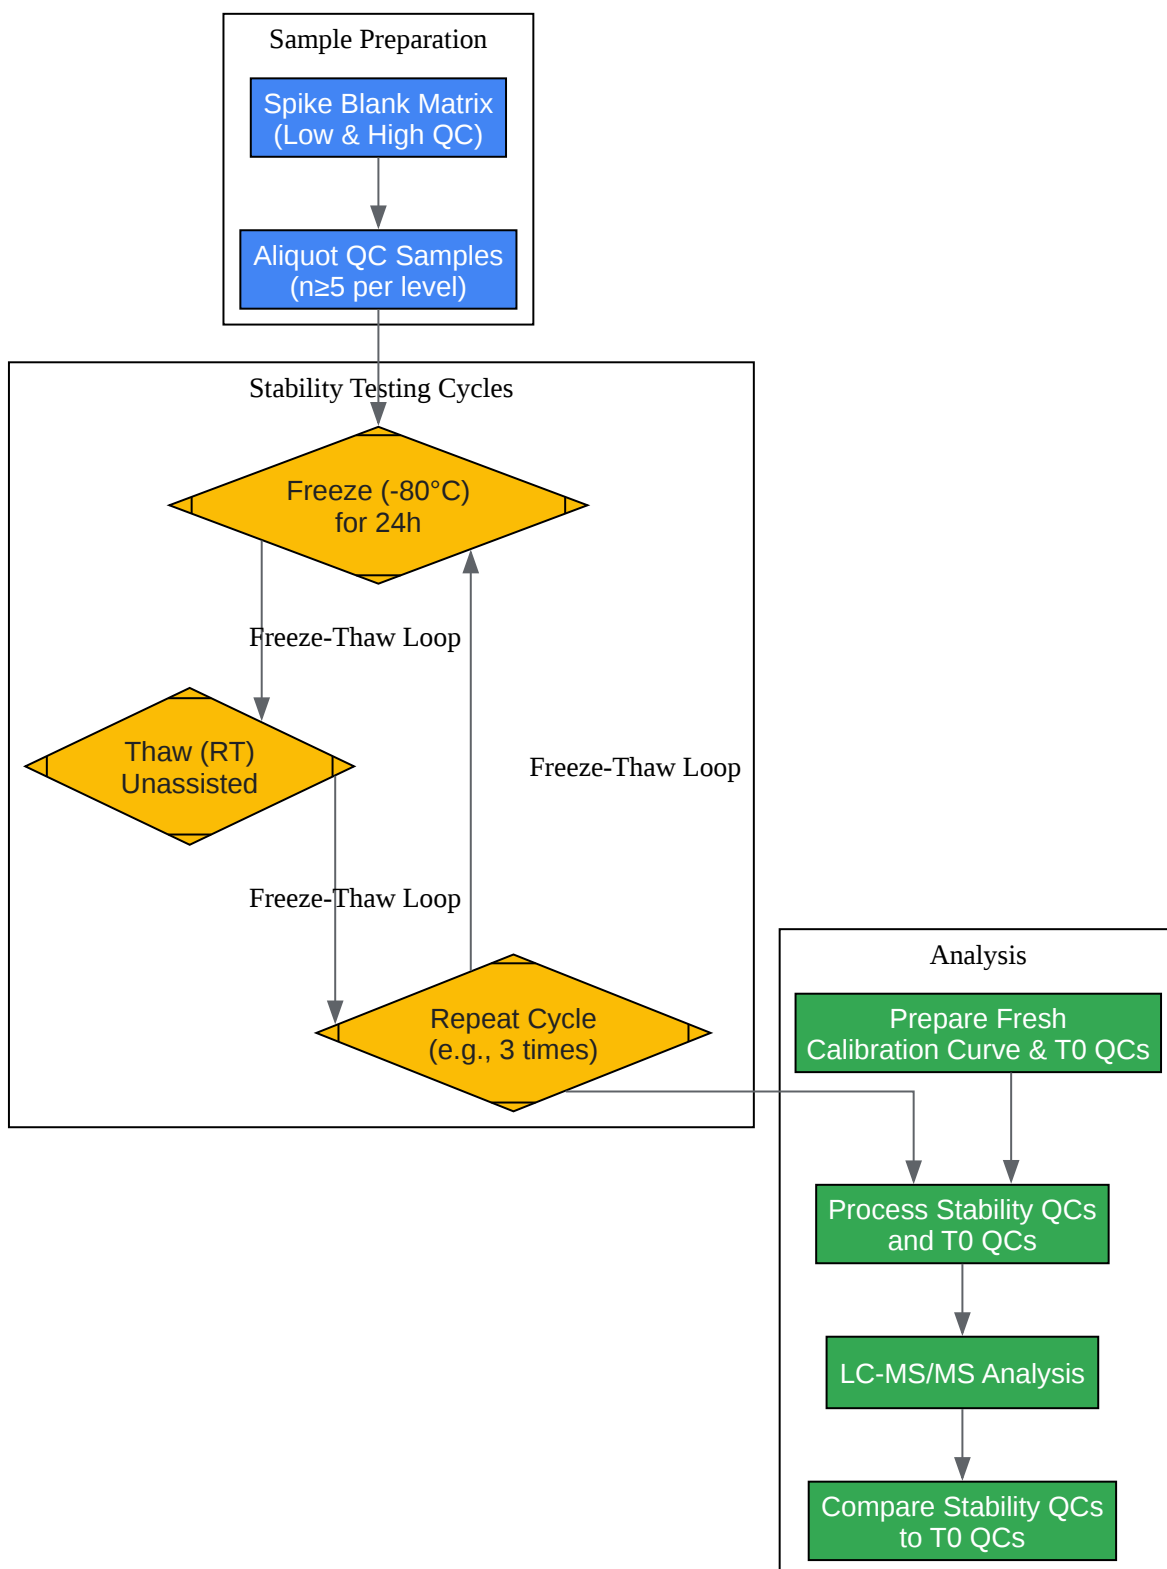 Sample Preparation
Spike Blank Matrix
(Low & High QC)
Aliquot QC Samples
(n≥5 per level)
Stability Testing Cycles
Freeze (-80°C)
for 24h
Freeze-Thaw Loop
Thaw (RT)
Unassisted
Freeze-Thaw Loop
Freeze-Thaw Loop
Repeat Cycle
(e.g., 3 times)
Analysis
Prepare Fresh
Calibration Curve & T0 QCs
Process Stability QCs
and T0 QCs
LC-MS/MS Analysis
Compare Stability QCs
to T0 QCs